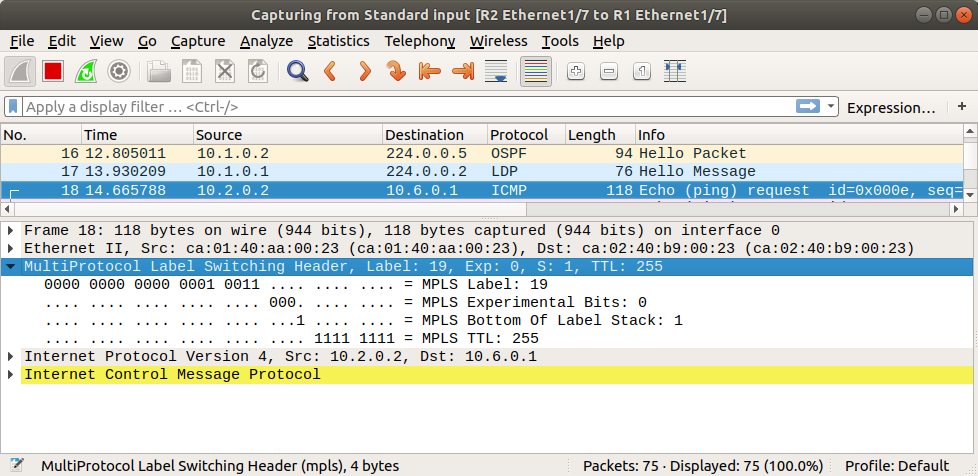 Capturing from Standard input [R2 Ethernet1/7 to R1 Ethernet1/7]
File Edit View Go Capture Analyze Statistics Telephony Wireless Tools Help
Apply a display filter … <Ctrl-/> Expression… +
No. Time Source Destination Protocol Length Info
16 12.805011 10.1.0.2 224.0.0.5 OSPF 94 Hello Packet
17 13.930209 10.1.0.1 224.0.0.2 LDP 76 Hello Message
18 14.665788 10.2.0.2 10.6.0.1 ICMP 118 Echo (ping) request id=0x000e, seq=
Frame 18: 118 bytes on wire (944 bits), 118 bytes captured (944 bits) on interface 0
Ethernet II, Src: ca:01:40:aa:00:23 (ca:01:40:aa:00:23), Dst: ca:02:40:b9:00:23 (ca:02:40:b9:00:23)
MultiProtocol Label Switching Header, Label: 19, Exp: 0, S: 1, TTL: 255
0000 0000 0000 0001 0011 .... .... .... = MPLS Label: 19
.... .... .... .... .... 000. .... .... = MPLS Experimental Bits: 0
.... .... .... .... .... ...1 .... .... = MPLS Bottom Of Label Stack: 1
.... .... .... .... .... .... 1111 1111 = MPLS TTL: 255
Internet Protocol Version 4, Src: 10.2.0.2, Dst: 10.6.0.1
Internet Control Message Protocol
MultiProtocol Label Switching Header (mpls), 4 bytes Packets: 75 · Displayed: 75 (100.0%) Profile: Default